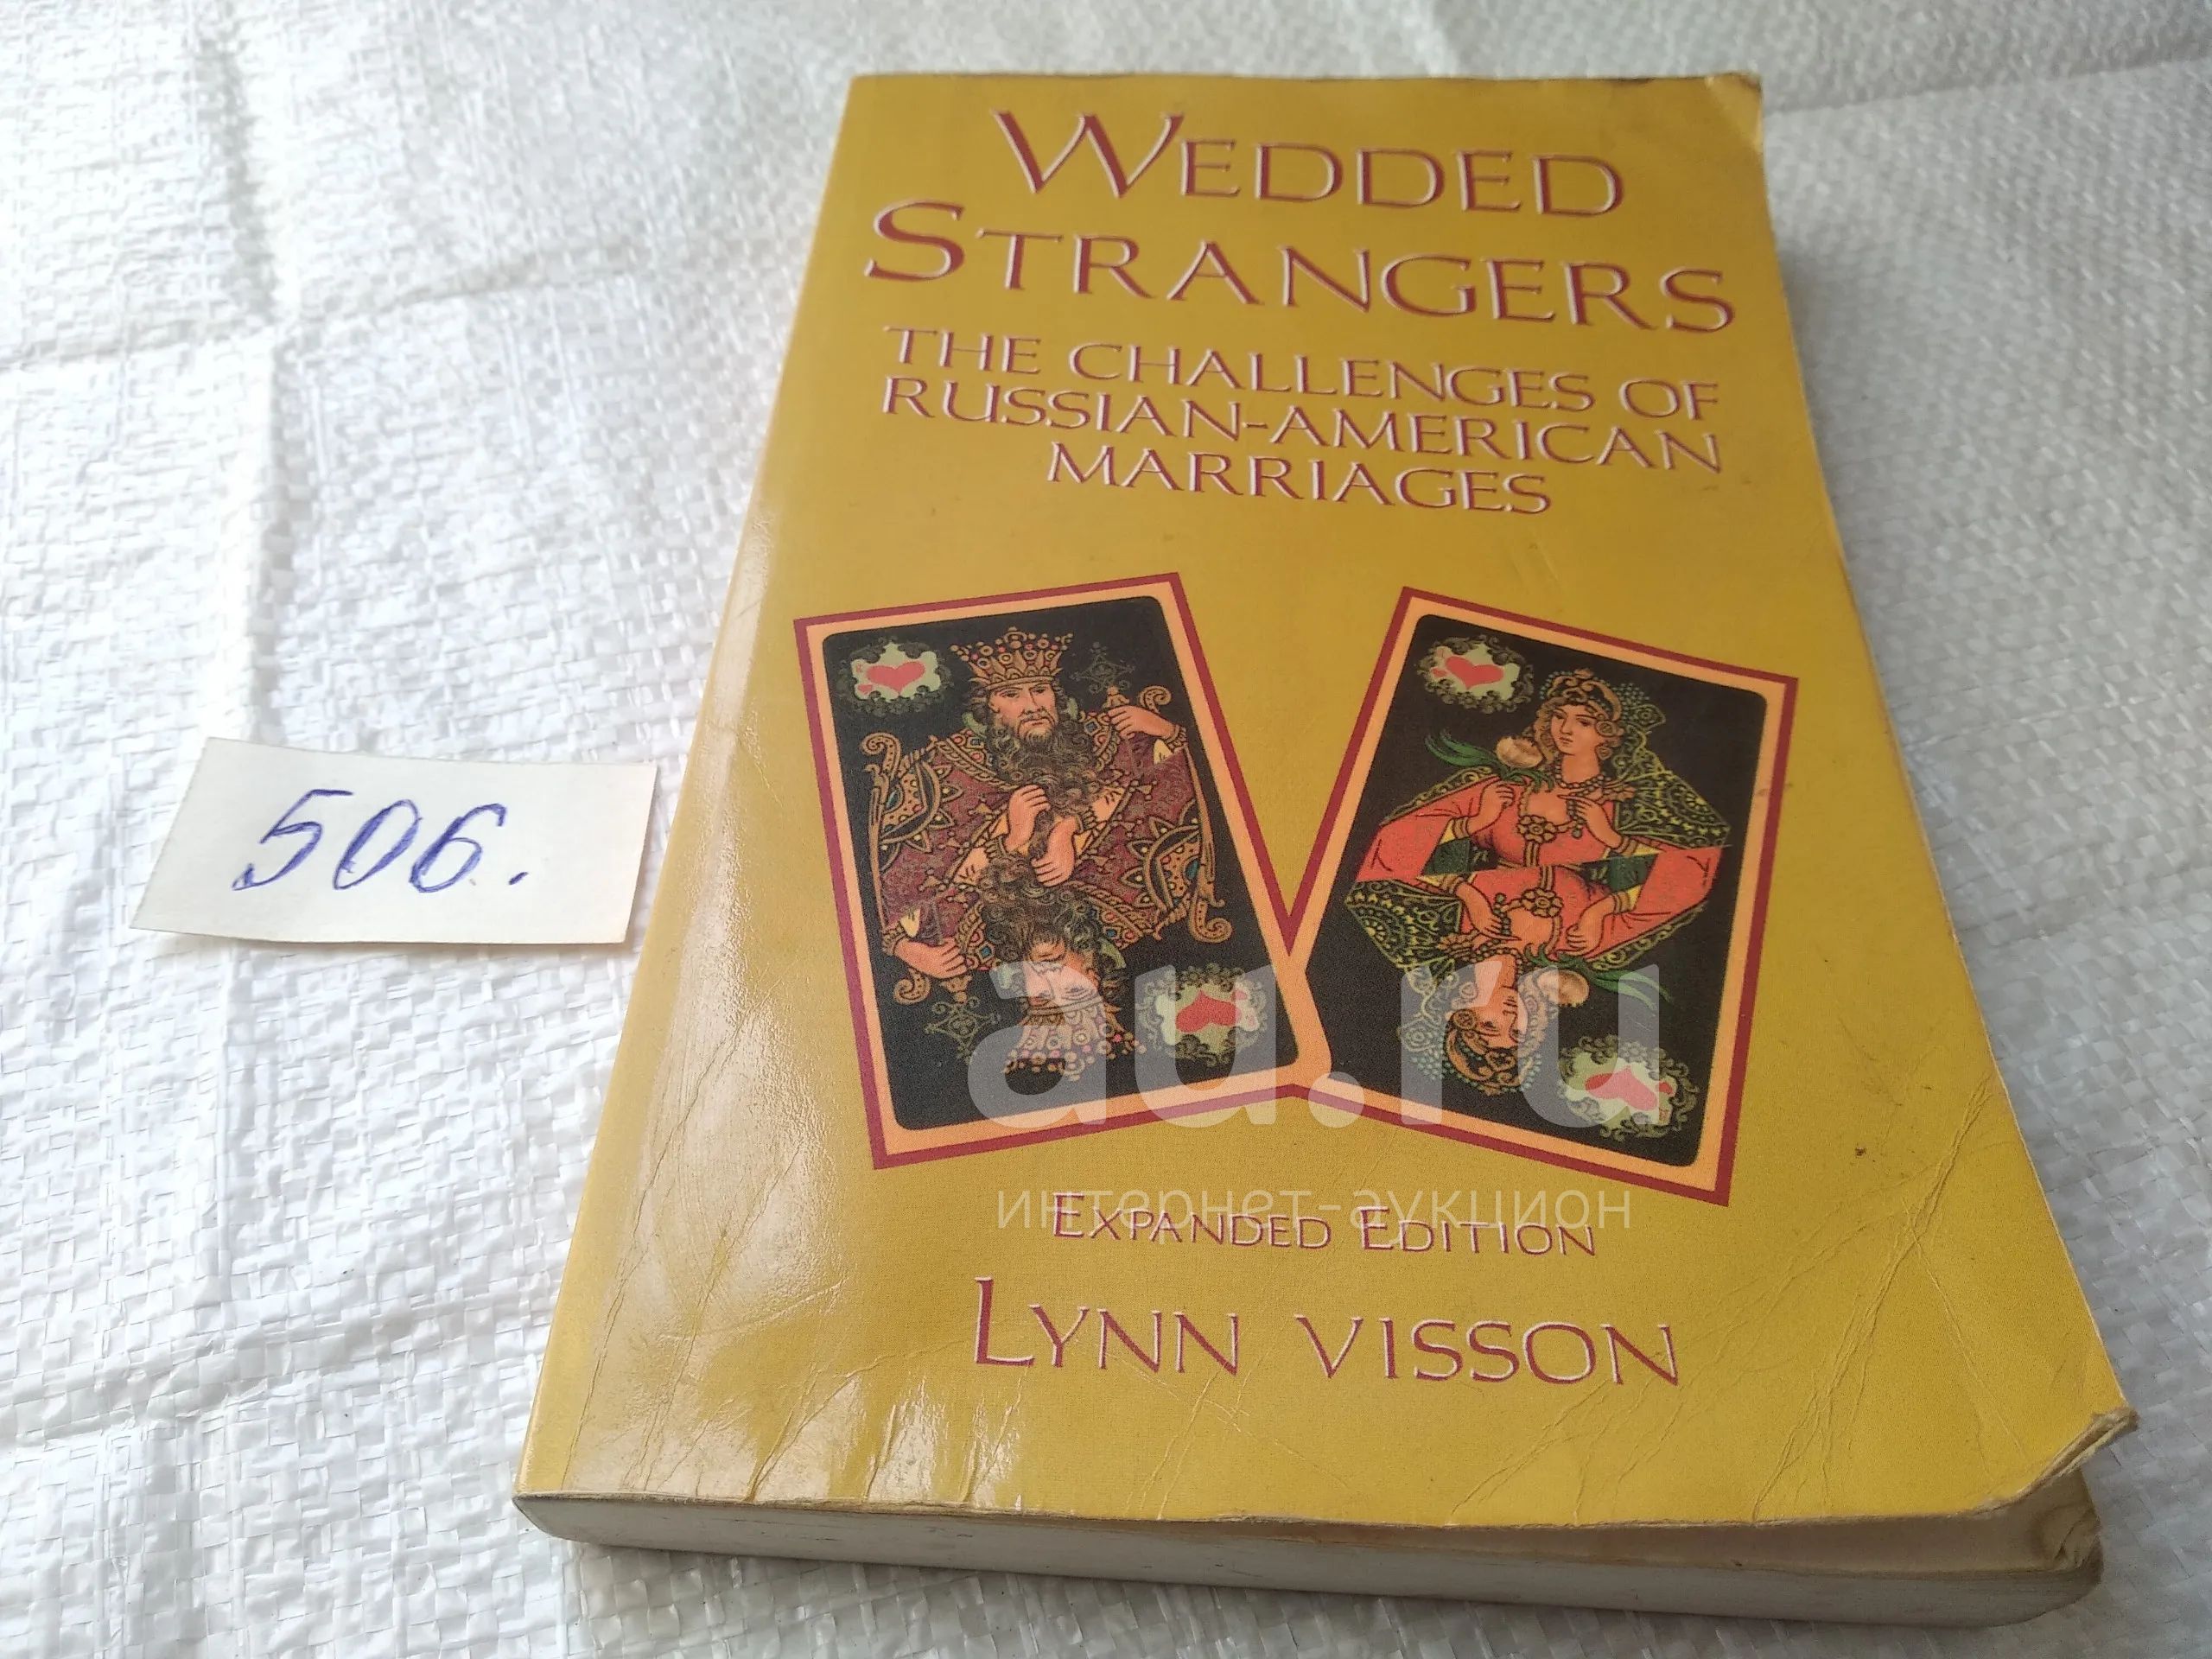 WEDDED
STRANGERS
THE CHALLENGES OF
RUSSIAN-AMERICAN
MARRIAGES
506.
au.ru
интернет-аукцион
EXPANDED EDITION
LYNN VISSON